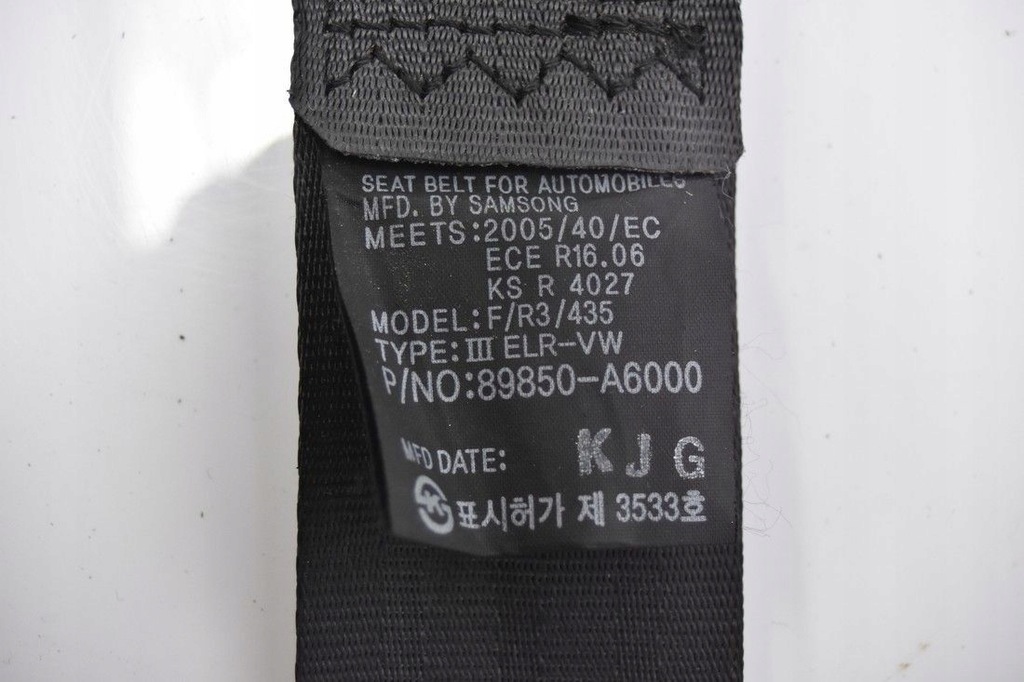 SEAT BELT FOR AUTOMOBILES
MFD. BY SAMSONG
MEETS:2005/40/EC
ECE R16.06
KS R 4027
MODEL:F/R3/435
TYPE:Ⅲ ELR-VW
P/NO:89850-A6000
MFD DATE: K J G
표시허가 제 3533호